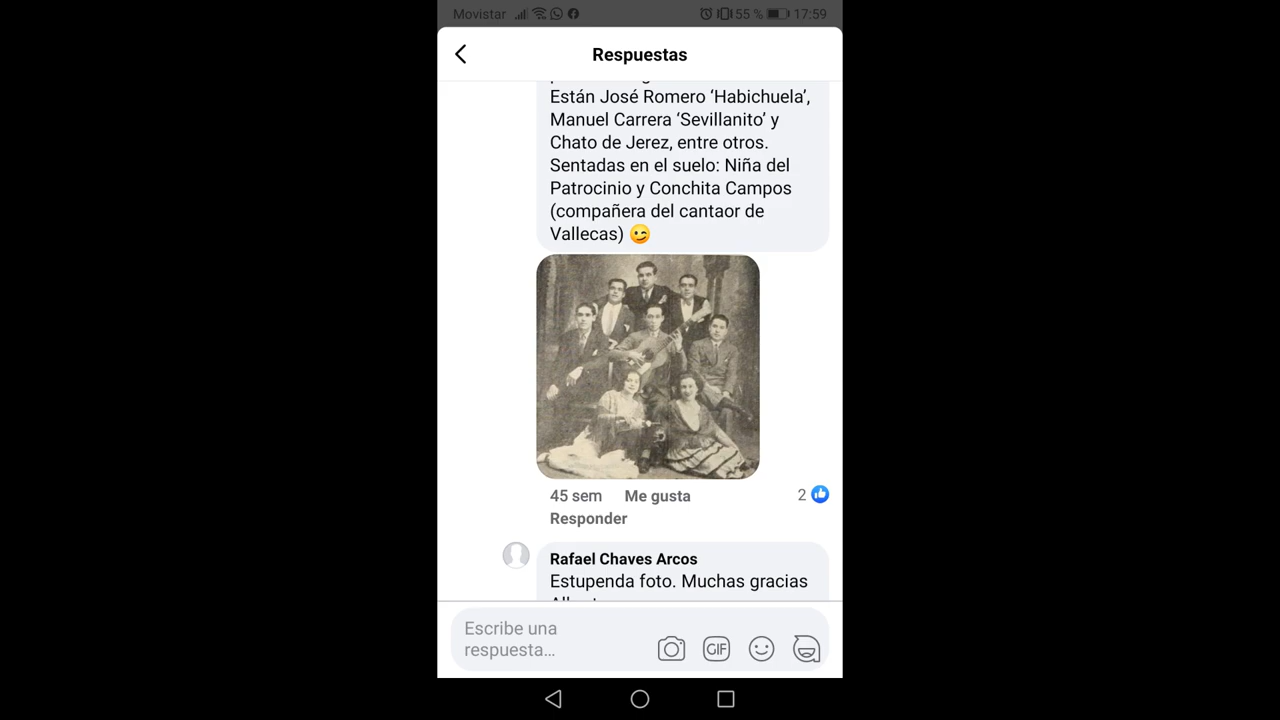 Movistar 55 % 17:59
Respuestas
Están José Romero ‘Habichuela’,
Manuel Carrera ‘Sevillanito’ y
Chato de Jerez, entre otros.
Sentadas en el suelo: Niña del
Patrocinio y Conchita Campos
(compañera del cantaor de
Vallecas) 😉
45 sem Me gusta 2
Responder
Rafael Chaves Arcos
Estupenda foto. Muchas gracias
Escribe una
respuesta…
GIF